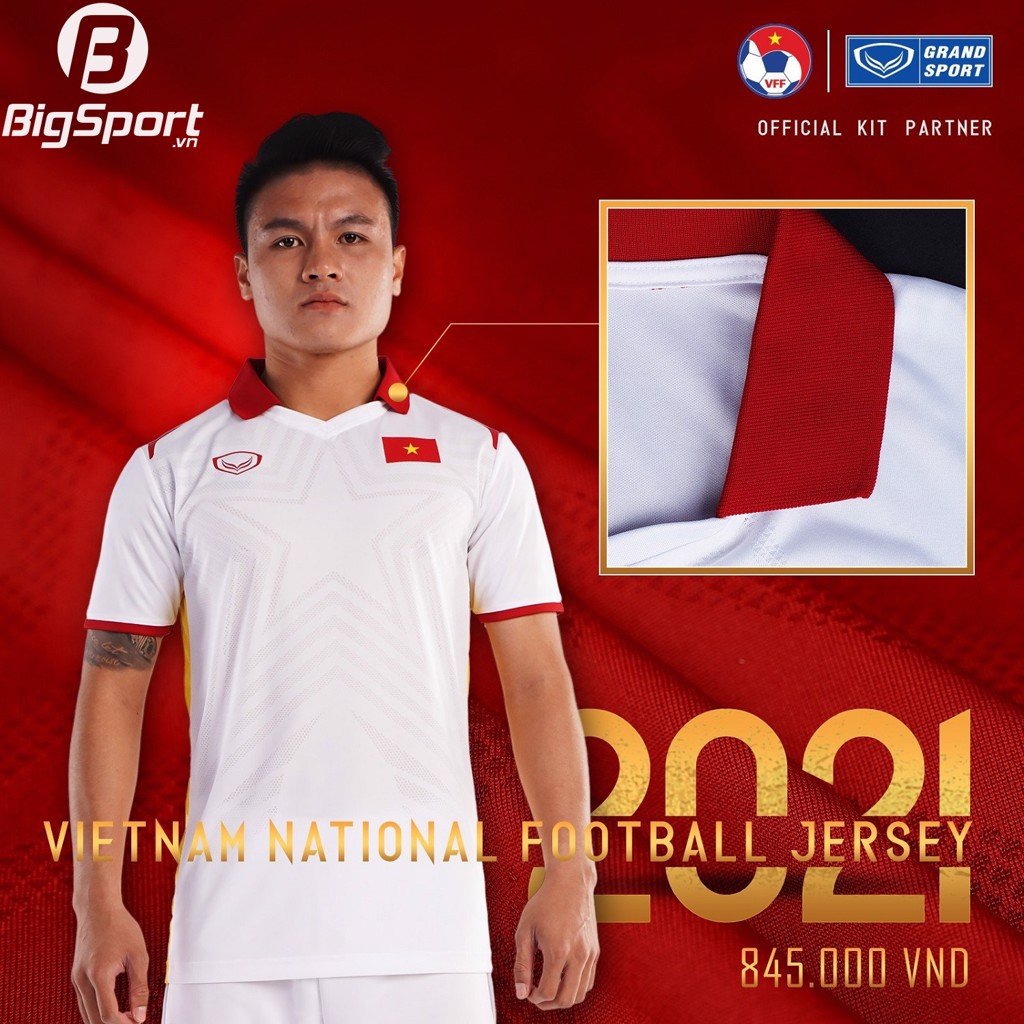 B
BigSport
.vn
VFF
GRAND
SPORT
OFFICIAL KIT PARTNER
2021
VIETNAM NATIONAL FOOTBALL JERSEY
845.000 VND